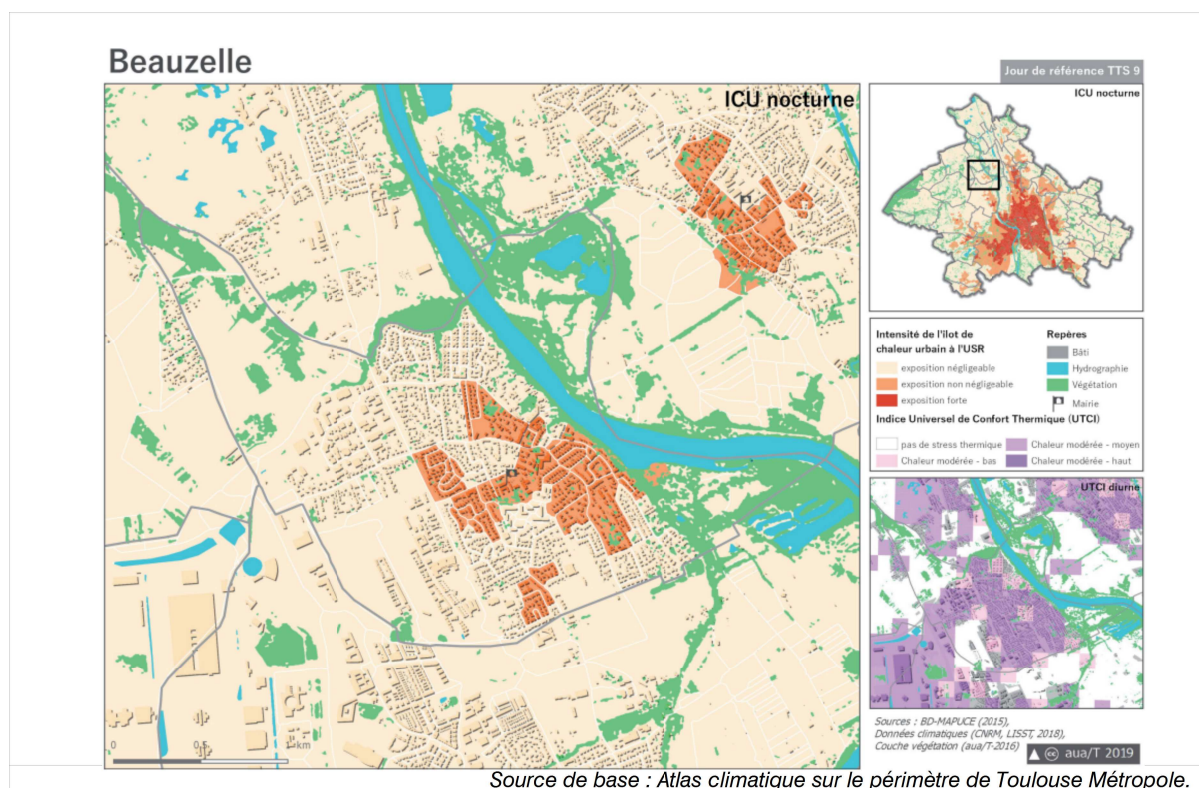 Beauzelle
ICU nocturne
0 0,5 1 km
Jour de référence TTS 9
ICU nocturne
Intensité de l'îlot de
chaleur urbain à l'USR
exposition négligeable
exposition non négligeable
exposition forte
Repères
Bâti
Hydrographie
Végétation
Mairie
Indice Universel de Confort Thermique (UTCI)
pas de stress thermique
Chaleur modérée - bas
Chaleur modérée - moyen
Chaleur modérée - haut
UTCI diurne
Sources : BD-MAPUCE (2015),
Données climatiques (CNRM, LISST, 2018),
Couche végétation (aua/T-2016)
cc aua/T 2019
Source de base : Atlas climatique sur le périmètre de Toulouse Métropole.